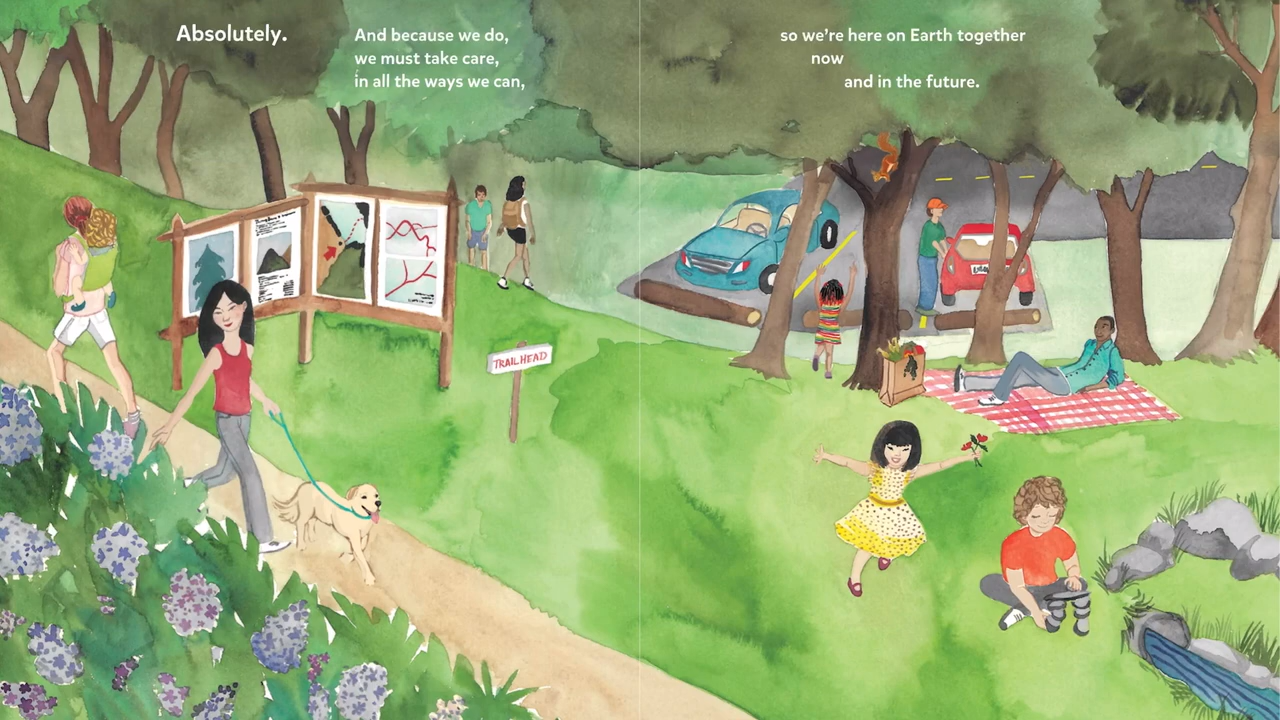 Absolutely.
And because we do,
we must take care,
in all the ways we can,
so we're here on Earth together
now
and in the future.
TRAILHEAD